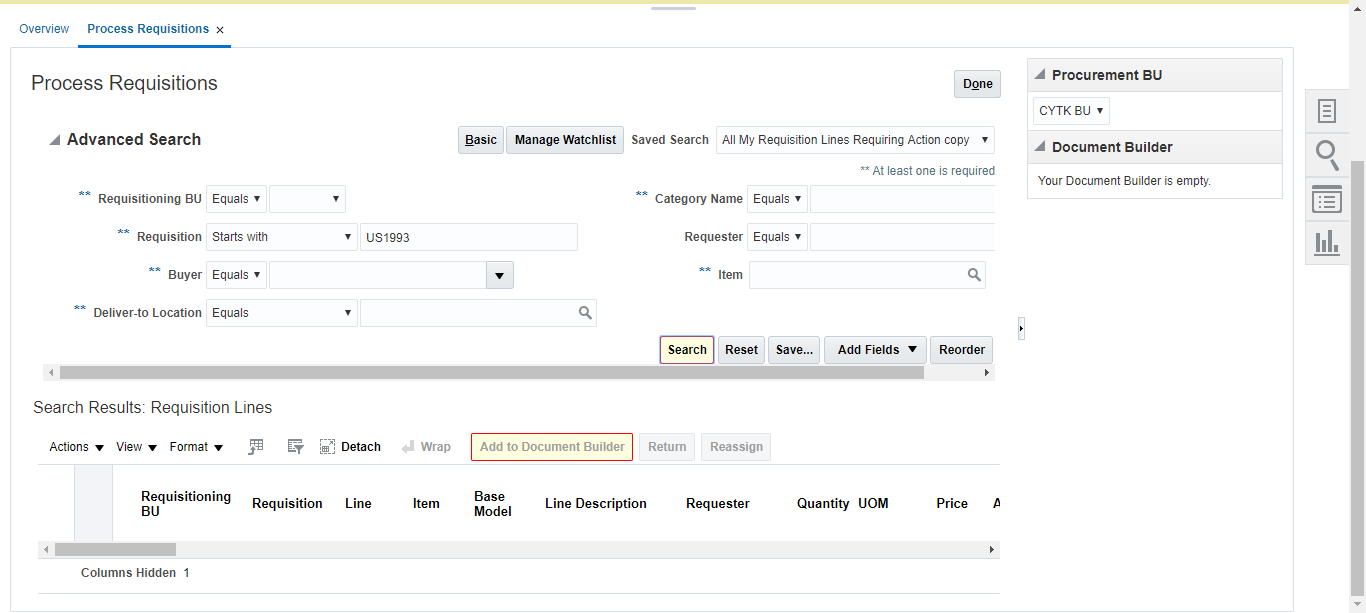 Overview
Process Requisitions
Process Requisitions
Done
Advanced Search
Basic
Manage Watchlist
Saved Search
All My Requisition Lines Requiring Action copy
** At least one is required
** Requisitioning BU
Equals
** Category Name
Equals
** Requisition
Starts with
US1993
Requester
Equals
** Buyer
Equals
** Item
** Deliver-to Location
Equals
Search
Reset
Save...
Add Fields
Reorder
Search Results: Requisition Lines
Actions
View
Format
Detach
Wrap
Add to Document Builder
Return
Reassign
Requisitioning BU
Requisition
Line
Item
Base Model
Line Description
Requester
Quantity
UOM
Price
Columns Hidden 1
Procurement BU
CYTK BU
Document Builder
Your Document Builder is empty.